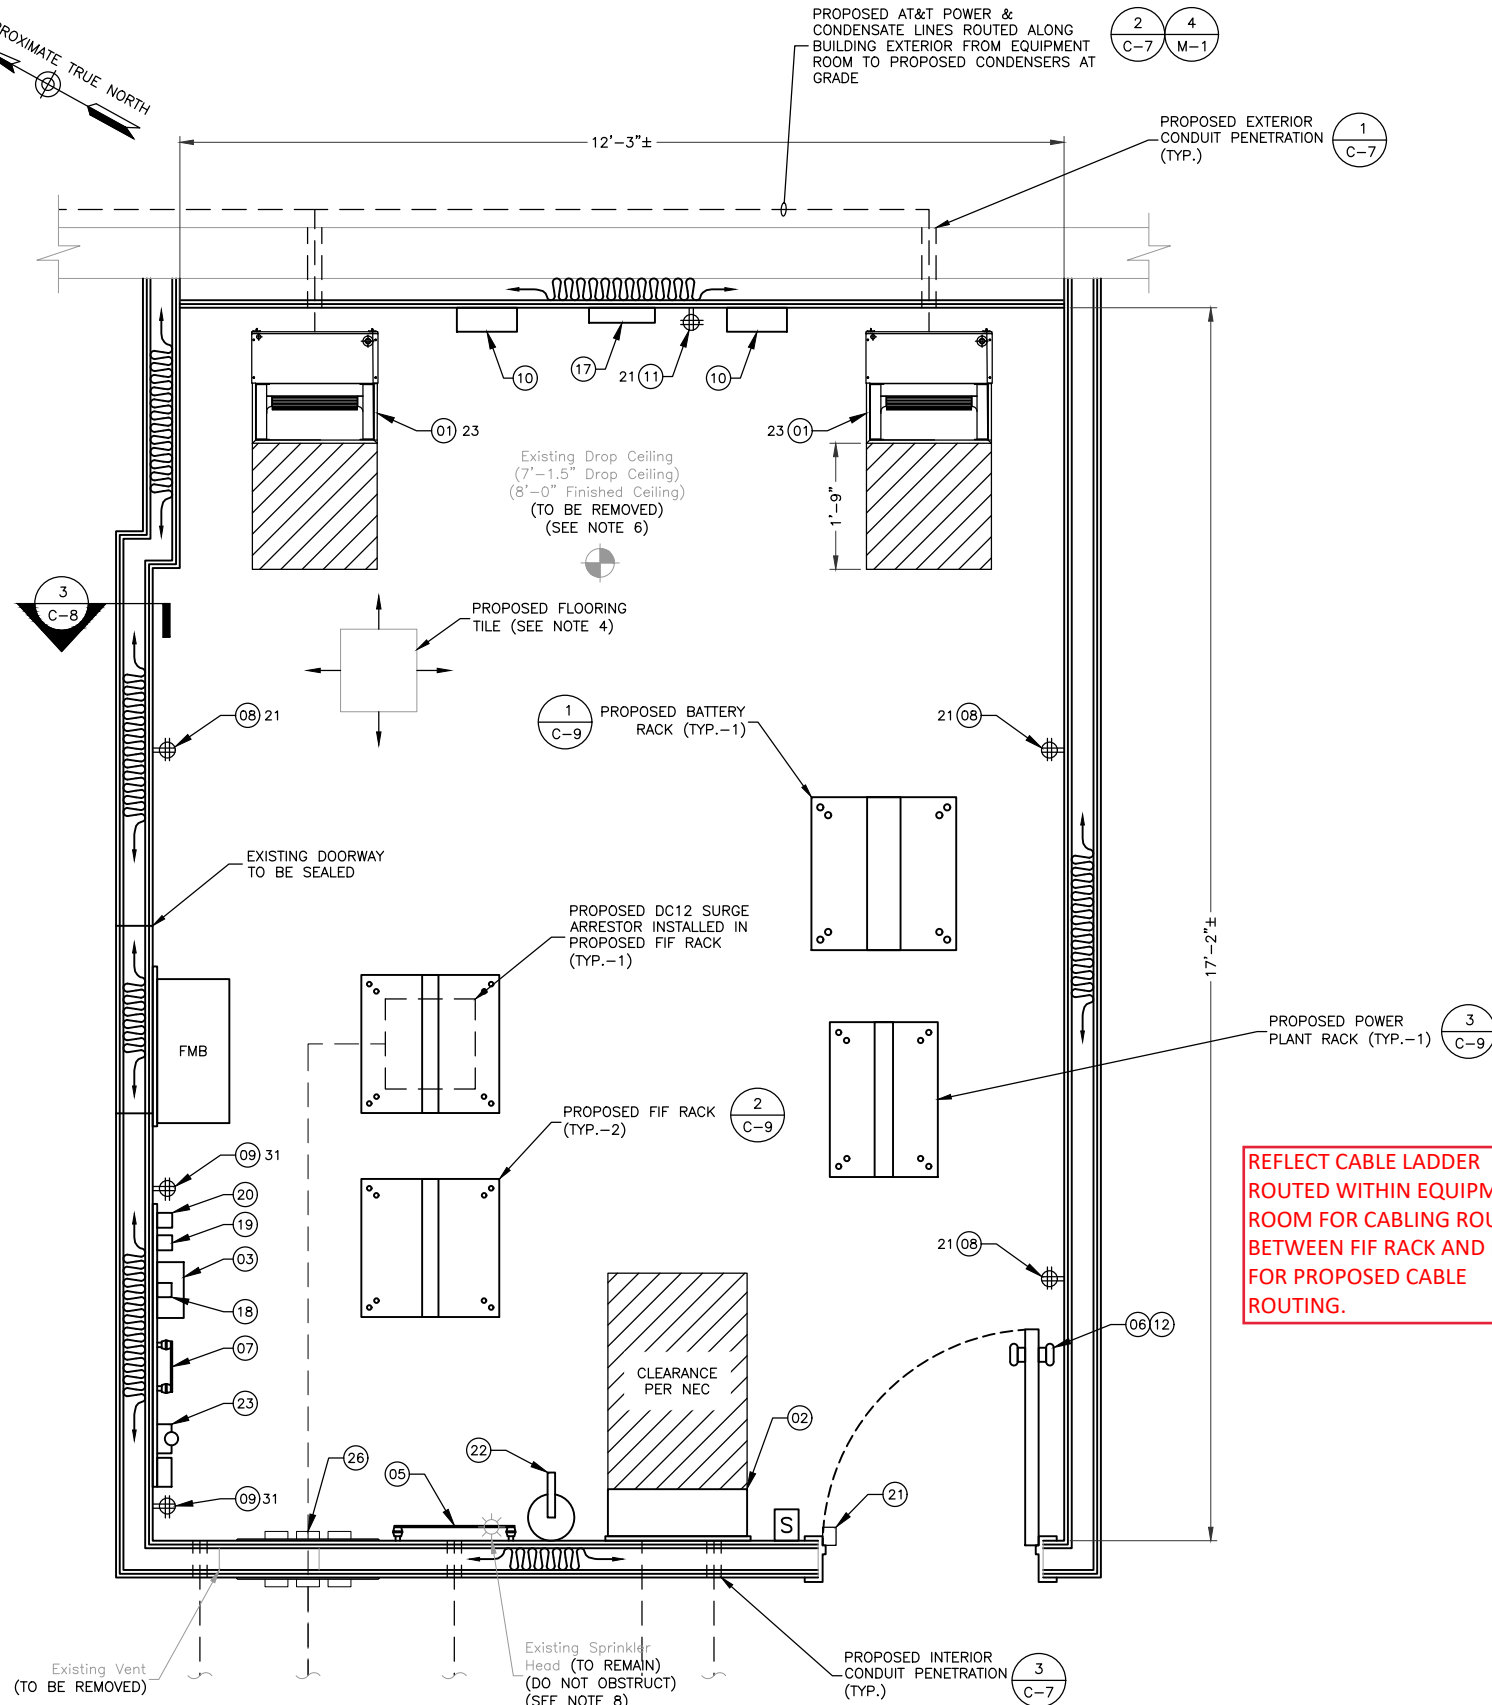 PROPOSED AT&T POWER &
CONDENSATE LINES ROUTED ALONG
BUILDING EXTERIOR FROM EQUIPMENT
ROOM TO PROPOSED CONDENSERS AT
GRADE
2
C-7
4
M-1
TRUE NORTH
12'-3"±
PROPOSED EXTERIOR
CONDUIT PENETRATION
(TYP.)
1
C-7
10
17
21 11
10
01 23
23 01
Existing Drop Ceiling
(7'-1.5" Drop Ceiling)
(8'-0" Finished Ceiling)
(TO BE REMOVED)
(SEE NOTE 6)
1'-9"
3
C-8
PROPOSED FLOORING
TILE (SEE NOTE 4)
08 21
1
C-9
PROPOSED BATTERY
RACK (TYP.-1)
21 08
EXISTING DOORWAY
TO BE SEALED
PROPOSED DC12 SURGE
ARRESTOR INSTALLED IN
PROPOSED FIF RACK
(TYP.-1)
17'-2"±
FMB
PROPOSED POWER
PLANT RACK (TYP.-1)
3
C-9
PROPOSED FIF RACK
(TYP.-2)
2
C-9
09 31
20
19
03
18
07
23
09 31
REFLECT CABLE LADDER
ROUTED WITHIN
ROOM FOR CABLING
BETWEEN FIF RACK AND
FOR PROPOSED CABLE
ROUTING.
21 08
06 12
CLEARANCE
PER NEC
02
22
26
05
S
21
Existing Vent
(TO BE REMOVED)
Existing Sprinkler
Head (TO REMAIN)
(DO NOT OBSTRUCT)
(SEE NOTE 8)
PROPOSED INTERIOR
CONDUIT PENETRATION
(TYP.)
3
C-7